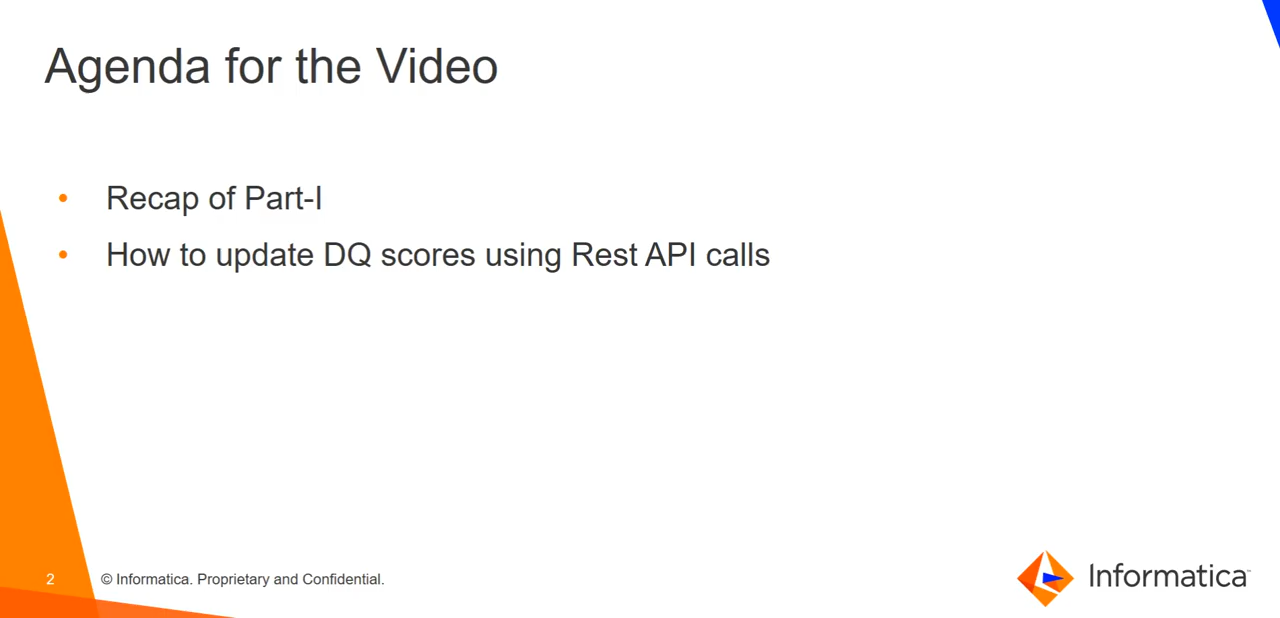 Agenda for the Video
• Recap of Part-I
• How to update DQ scores using Rest API calls
2
© Informatica. Proprietary and Confidential.
Informatica